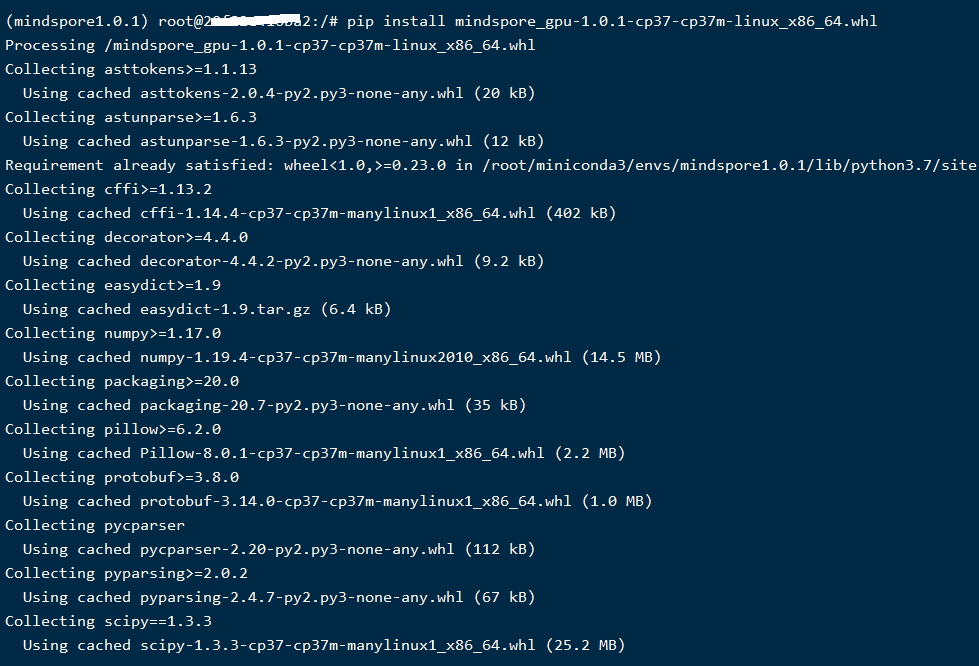 (mindspore1.0.1) root@2 2:/# pip install mindspore_gpu-1.0.1-cp37-cp37m-linux_x86_64.whl
Processing /mindspore_gpu-1.0.1-cp37-cp37m-linux_x86_64.whl
Collecting asttokens>=1.1.13
  Using cached asttokens-2.0.4-py2.py3-none-any.whl (20 kB)
Collecting astunparse>=1.6.3
  Using cached astunparse-1.6.3-py2.py3-none-any.whl (12 kB)
Requirement already satisfied: wheel<1.0,>=0.23.0 in /root/miniconda3/envs/mindspore1.0.1/lib/python3.7/site
Collecting cffi>=1.13.2
  Using cached cffi-1.14.4-cp37-cp37m-manylinux1_x86_64.whl (402 kB)
Collecting decorator>=4.4.0
  Using cached decorator-4.4.2-py2.py3-none-any.whl (9.2 kB)
Collecting easydict>=1.9
  Using cached easydict-1.9.tar.gz (6.4 kB)
Collecting numpy>=1.17.0
  Using cached numpy-1.19.4-cp37-cp37m-manylinux2010_x86_64.whl (14.5 MB)
Collecting packaging>=20.0
  Using cached packaging-20.7-py2.py3-none-any.whl (35 kB)
Collecting pillow>=6.2.0
  Using cached Pillow-8.0.1-cp37-cp37m-manylinux1_x86_64.whl (2.2 MB)
Collecting protobuf>=3.8.0
  Using cached protobuf-3.14.0-cp37-cp37m-manylinux1_x86_64.whl (1.0 MB)
Collecting pycparser
  Using cached pycparser-2.20-py2.py3-none-any.whl (112 kB)
Collecting pyparsing>=2.0.2
  Using cached pyparsing-2.4.7-py2.py3-none-any.whl (67 kB)
Collecting scipy==1.3.3
  Using cached scipy-1.3.3-cp37-cp37m-manylinux1_x86_64.whl (25.2 MB)